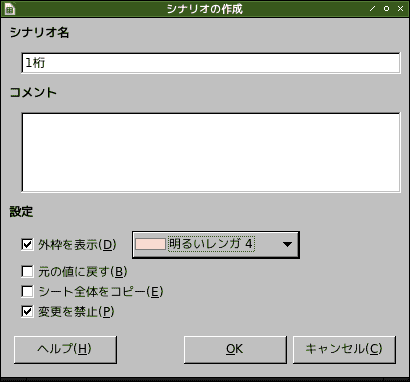 シナリオの作成
シナリオ名
1桁
コメント
設定
外枠を表示(D)
明るいレンガ 4
元の値に戻す(B)
シート全体をコピー(E)
変更を禁止(P)
ヘルプ(H)
OK
キャンセル(C)